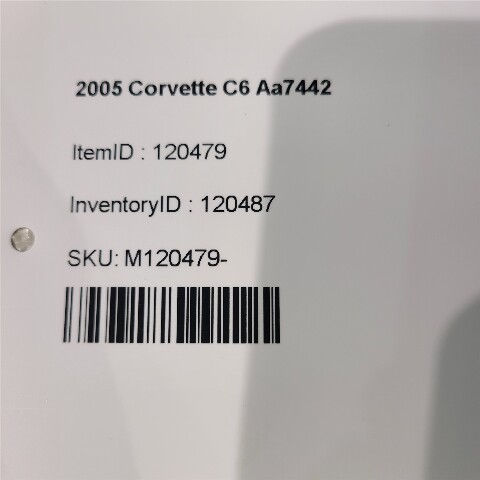 2005 Corvette C6 Aa7442
ItemID : 120479
InventoryID : 120487
SKU: M120479-